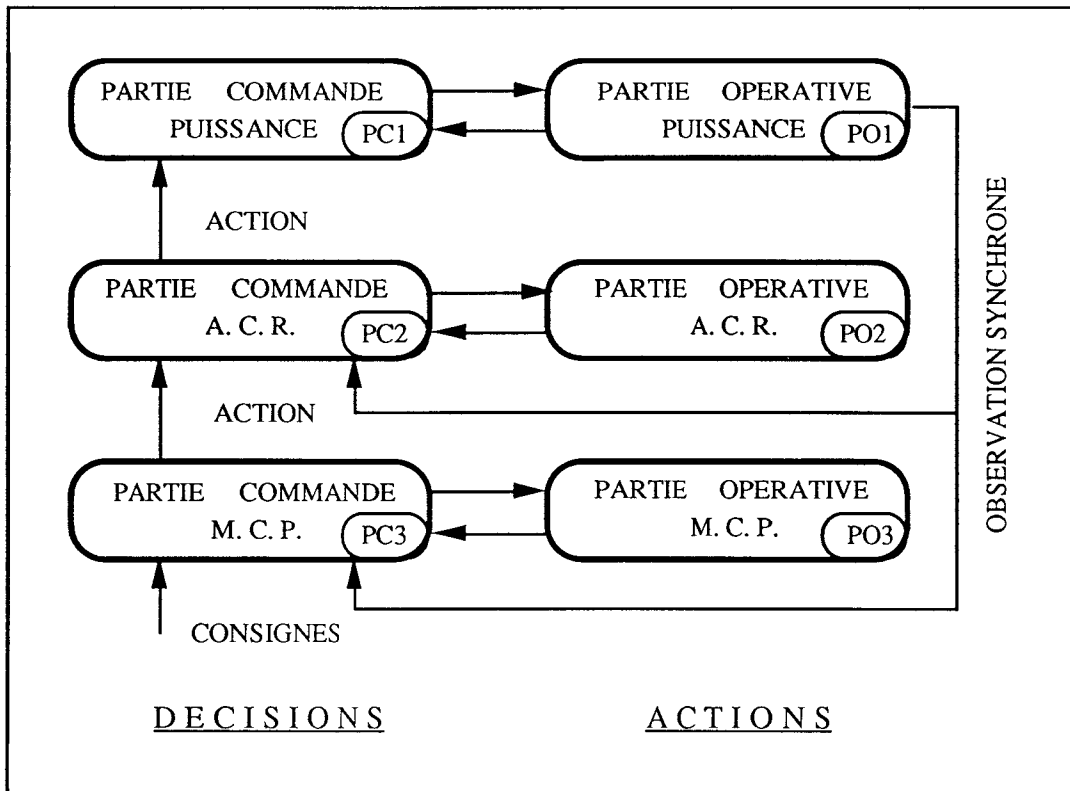 PARTIE COMMANDE
PUISSANCE
PC1
PARTIE OPERATIVE
PUISSANCE
PO1
ACTION
PARTIE COMMANDE
A. C. R.
PC2
PARTIE OPERATIVE
A. C. R.
PO2
ACTION
PARTIE COMMANDE
M. C. P.
PC3
PARTIE OPERATIVE
M. C. P.
PO3
OBSERVATION SYNCHRONE
CONSIGNES
DECISIONS
ACTIONS